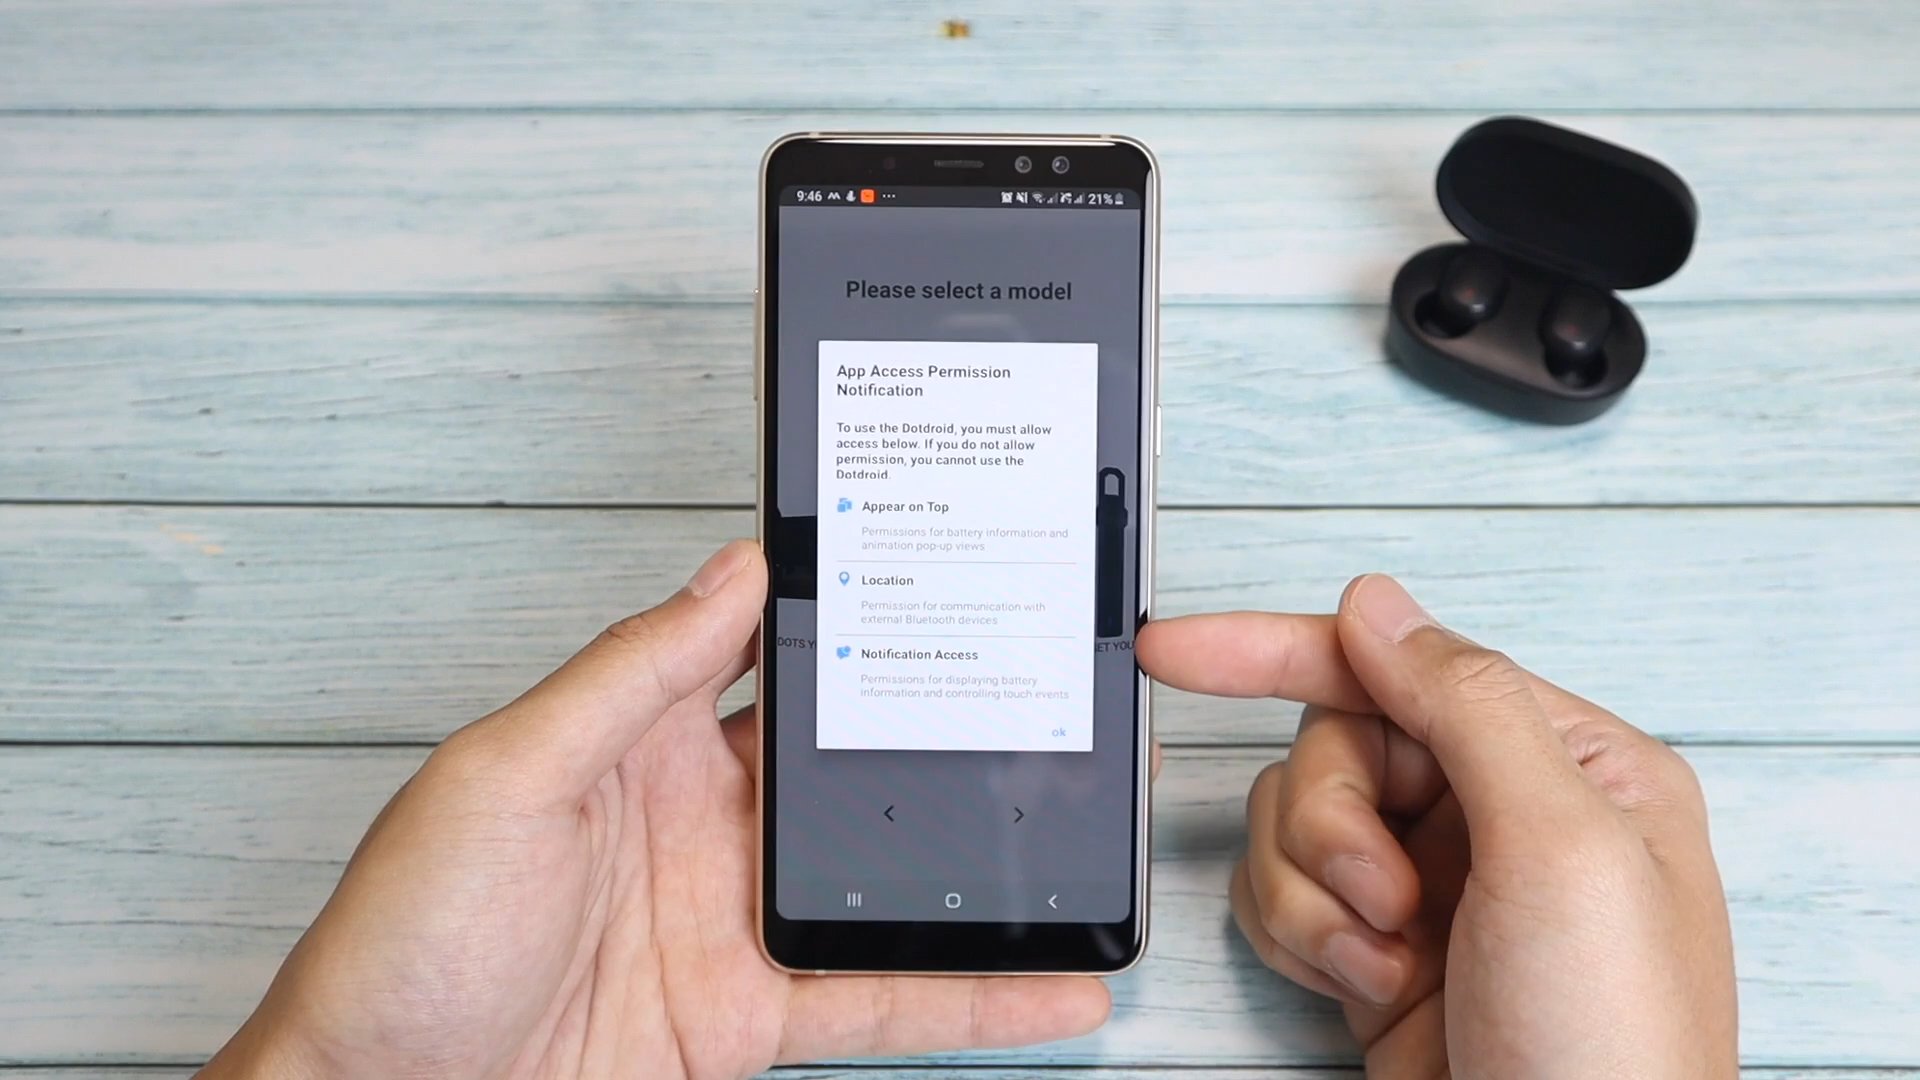 9:46
21%
Please select a model
App Access Permission
Notification
To use the Dotdroid, you must allow
access below. If you do not allow
permission, you cannot use the
Dotdroid.
Appear on Top
Permissions for battery information and
animation pop-up views
Location
Permission for communication with
external Bluetooth devices
DOTS Y
ET YOU
Notification Access
Permissions for displaying battery
information and controlling touch events
ok